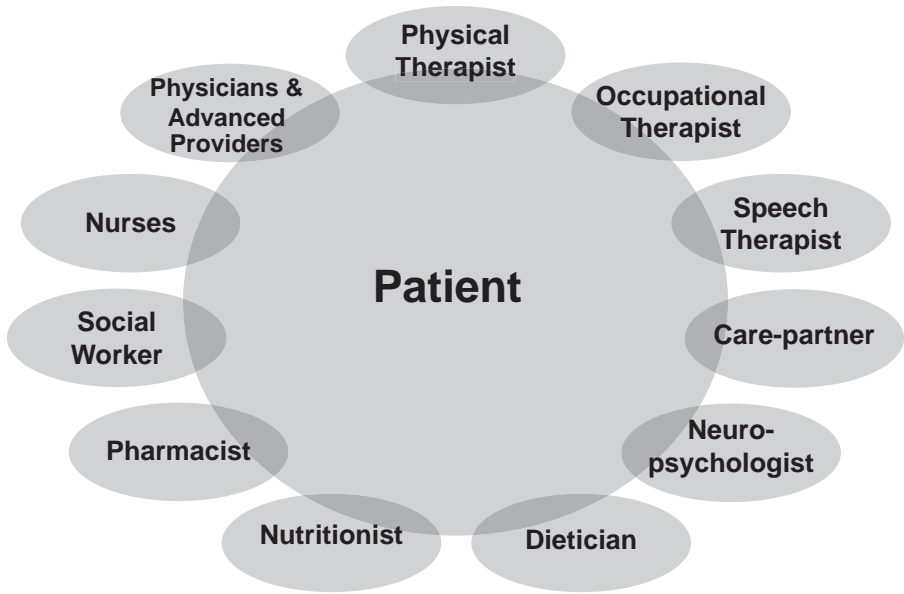 Physical
Therapist
Physicians &
Advanced
Providers
Occupational
Therapist
Nurses
Speech
Therapist
Patient
Social
Worker
Care-partner
Pharmacist
Neuro-
psychologist
Nutritionist
Dietician